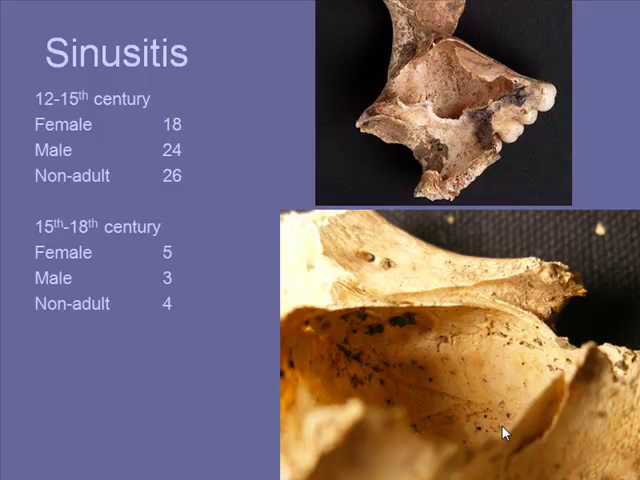 Sinusitis
12-15th century
Female 18
Male 24
Non-adult 26
15th-18th century
Female 5
Male 3
Non-adult 4